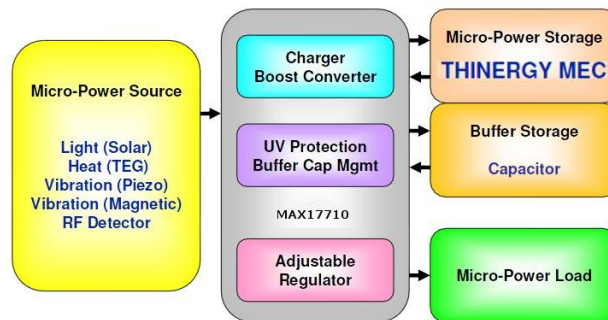 Micro-Power Source
Light (Solar)
Heat (TEG)
Vibration (Piezo)
Vibration (Magnetic)
RF Detector
Charger
Boost Converter
UV Protection
Buffer Cap Mgmt
MAX17710
Adjustable
Regulator
Micro-Power Storage
THINERGY MEC
Buffer Storage
Capacitor
Micro-Power Load